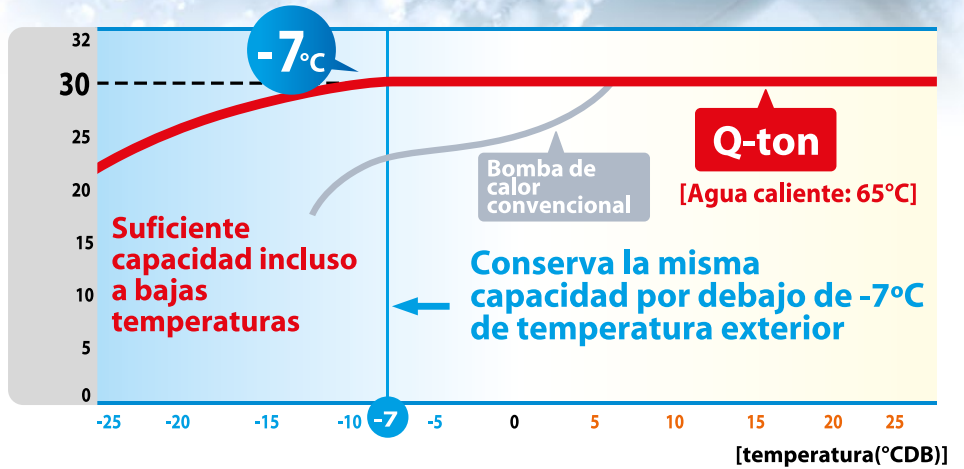 32
30
25
20
15
10
5
0
-7°C
Q-ton
[Agua caliente: 65°C]
Bomba de
calor
convencional
Suficiente
capacidad incluso
a bajas
temperaturas
Conserva la misma
capacidad por debajo de -7ºC
de temperatura exterior
-25 -20 -15 -10 -7 -5 0 5 10 15 20 25
[temperatura(°CDB)]